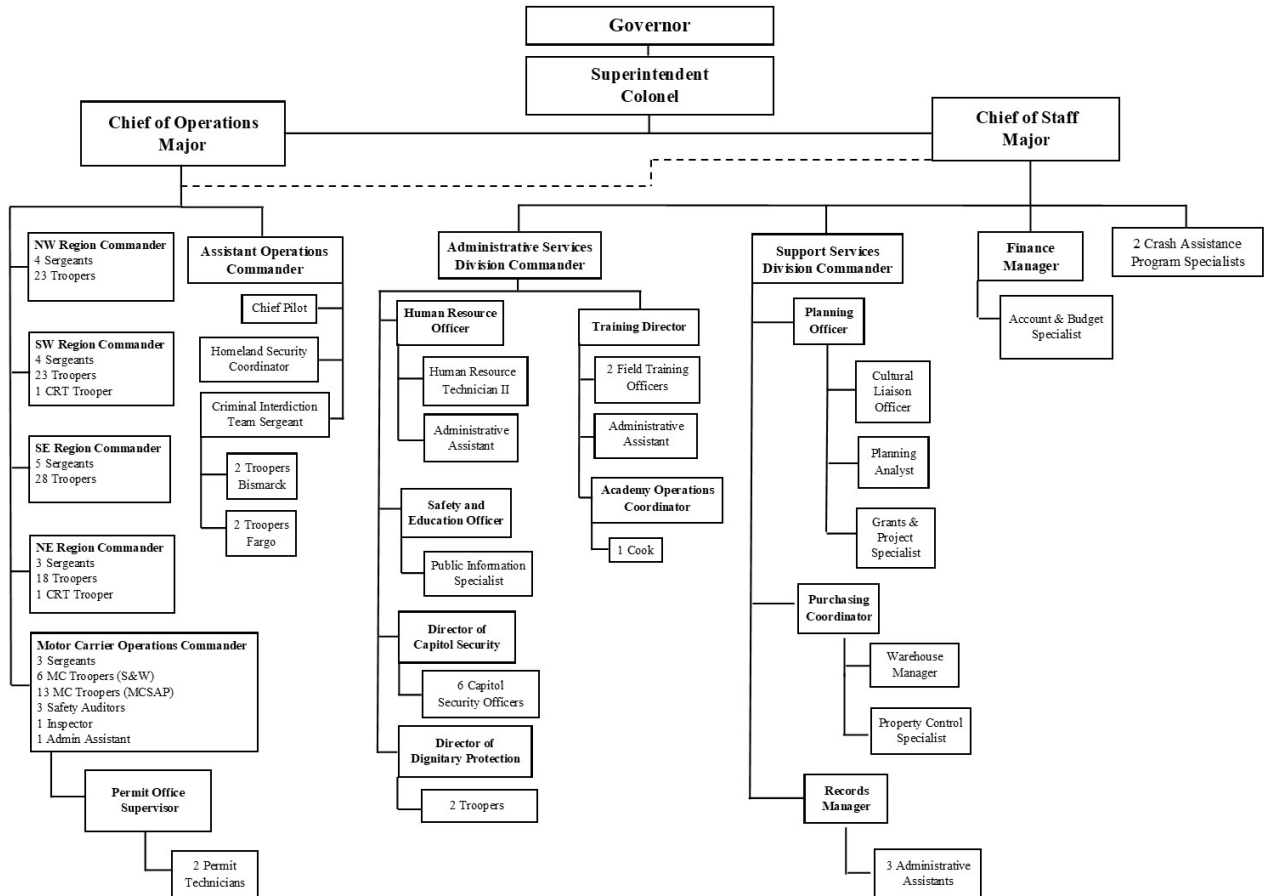 Governor
Superintendent
Colonel
Chief of Operations
Major
Chief of Staff
Major
NW Region Commander
4 Sergeants
23 Troopers
SW Region Commander
4 Sergeants
23 Troopers
1 CRT Trooper
SE Region Commander
5 Sergeants
28 Troopers
NE Region Commander
3 Sergeants
18 Troopers
1 CRT Trooper
Motor Carrier Operations Commander
3 Sergeants
6 MC Troopers (S&W)
13 MC Troopers (MCSAP)
3 Safety Auditors
1 Inspector
1 Admin Assistant
Permit Office
Supervisor
2 Permit
Technicians
Assistant Operations
Commander
Chief Pilot
Homeland Security
Coordinator
Criminal Interdiction
Team Sergeant
2 Troopers
Bismarck
2 Troopers
Fargo
Administrative Services
Division Commander
Human Resource
Officer
Human Resource
Technician II
Administrative
Assistant
Safety and
Education Officer
Public Information
Specialist
Director of
Capitol Security
6 Capitol
Security Officers
Director of
Dignitary Protection
2 Troopers
Training Director
2 Field Training
Officers
Administrative
Assistant
Academy Operations
Coordinator
1 Cook
Support Services
Division Commander
Planning
Officer
Cultural
Liaison
Officer
Planning
Analyst
Grants &
Project
Specialist
Purchasing
Coordinator
Warehouse
Manager
Property Control
Specialist
Records
Manager
3 Administrative
Assistants
Finance
Manager
Account & Budget
Specialist
2 Crash Assistance
Program Specialists